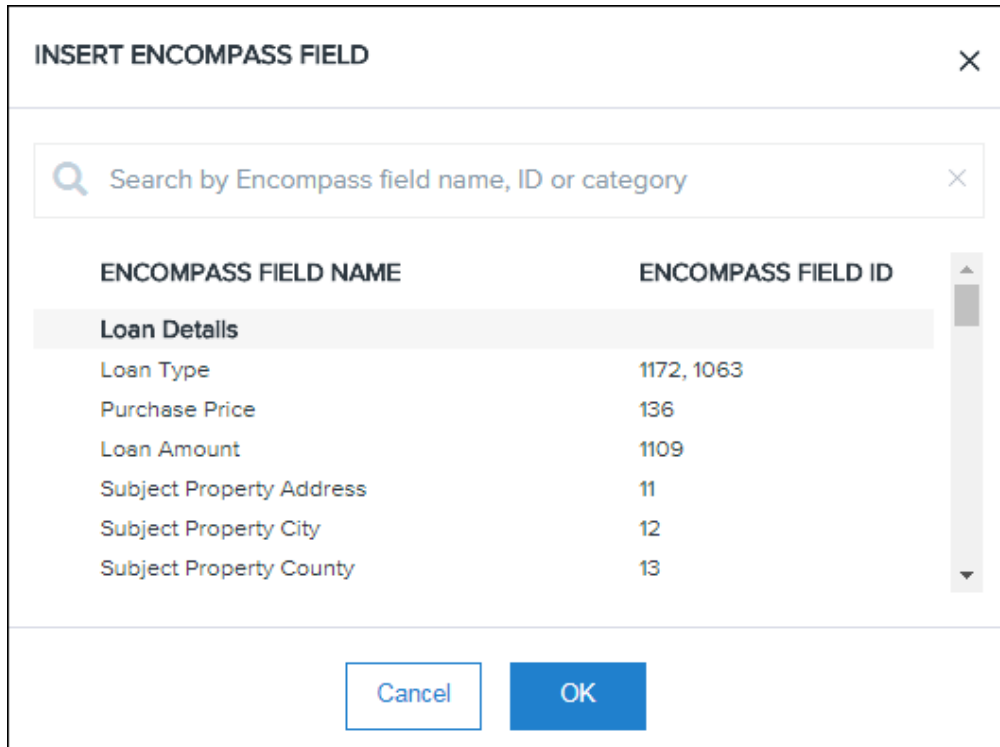 INSERT ENCOMPASS FIELD
Search by Encompass field name, ID or category
ENCOMPASS FIELD NAME ENCOMPASS FIELD ID
Loan Details
Loan Type 1172, 1063
Purchase Price 136
Loan Amount 1109
Subject Property Address 11
Subject Property City 12
Subject Property County 13
Cancel OK